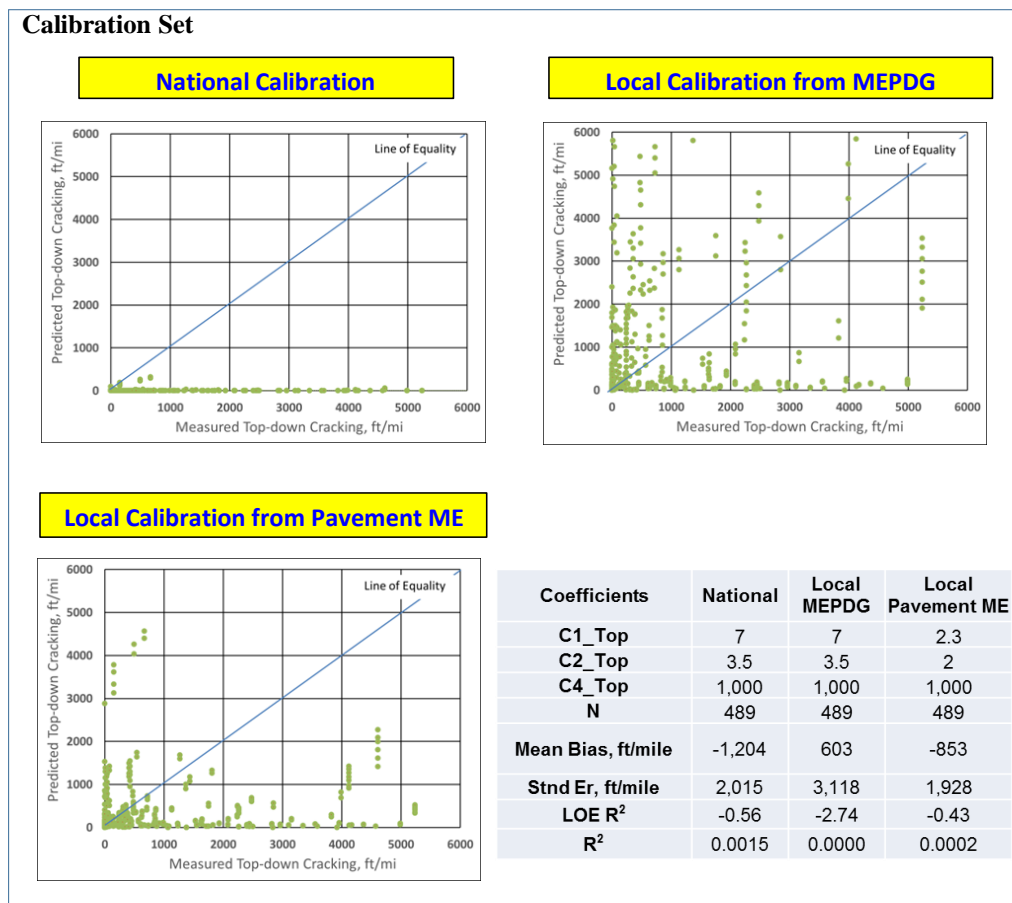 Calibration Set
National Calibration
Local Calibration from MEPDG
6000
5000
4000
3000
2000
1000
0
Predicted Top-down Cracking, ft/mi
Line of Equality
0 1000 2000 3000 4000 5000 6000
Measured Top-down Cracking, ft/mi
6000
5000
4000
3000
2000
1000
0
Predicted Top-down Cracking, ft/mi
Line of Equality
0 1000 2000 3000 4000 5000 6000
Measured Top-down Cracking, ft/mi
Local Calibration from Pavement ME
6000
5000
4000
3000
2000
1000
0
Predicted Top-down Cracking, ft/mi
Line of Equality
0 1000 2000 3000 4000 5000 6000
Measured Top-down Cracking, ft/mi
Coefficients National Local MEPDG Local Pavement ME
C1_Top 7 7 2.3
C2_Top 3.5 3.5 2
C4_Top 1,000 1,000 1,000
N 489 489 489
Mean Bias, ft/mile -1,204 603 -853
Stnd Er, ft/mile 2,015 3,118 1,928
LOE R² -0.56 -2.74 -0.43
R² 0.0015 0.0000 0.0002